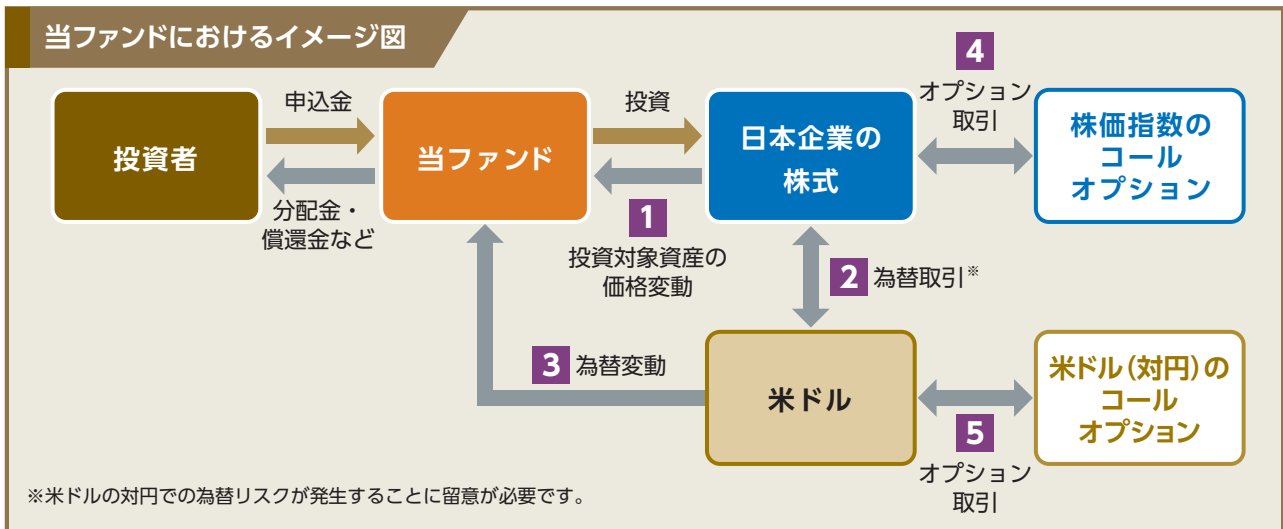 当ファンドにおけるイメージ図
投資者
申込金
分配金・
償還金など
当ファンド
投資
1
投資対象資産の
価格変動
日本企業の
株式
4
オプション
取引
株価指数の
コール
オプション
2 為替取引※
3 為替変動
米ドル
5
オプション
取引
米ドル(対円)の
コール
オプション
※米ドルの対円での為替リスクが発生することに留意が必要です。